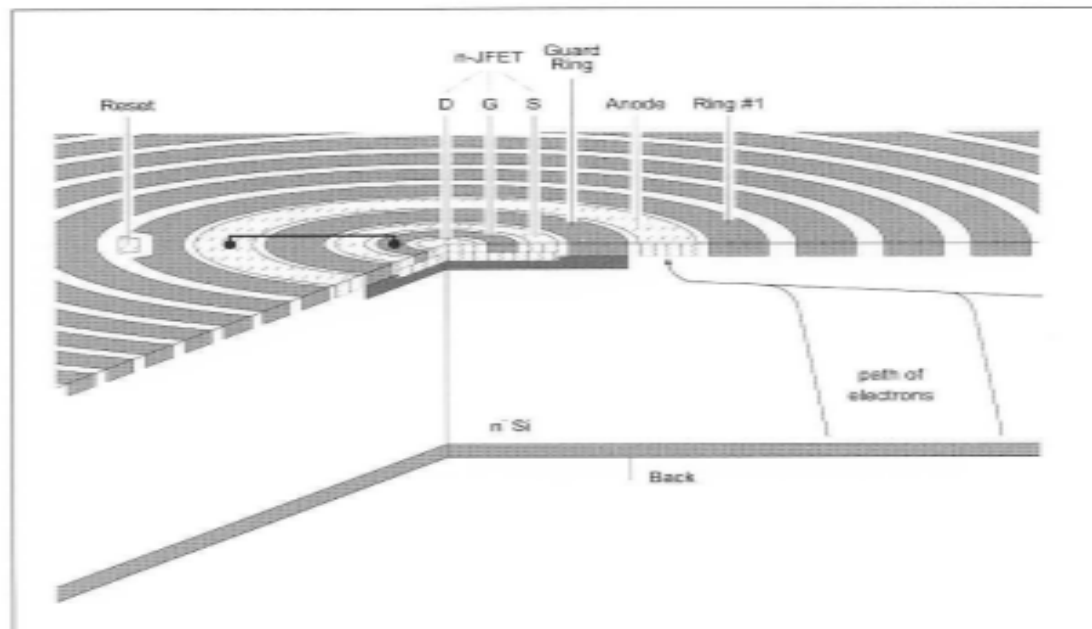 n-JFET
Guard
Ring
Reset
D G S
Anode
Ring #1
path of
electrons
n⁻ Si
Back